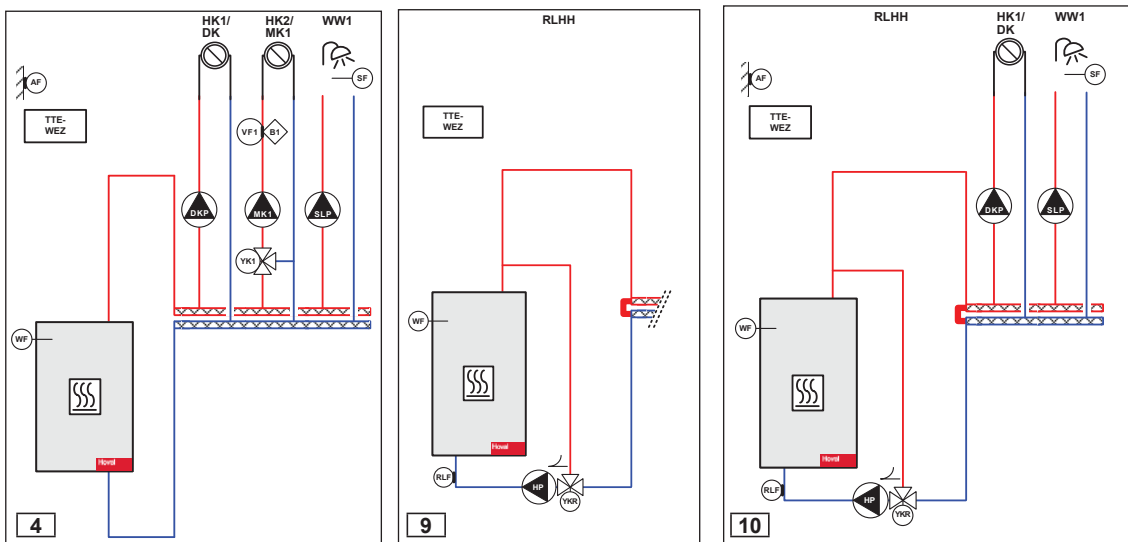 HK1/
DK
HK2/
MK1
WW1
AF
SF
TTE-
WEZ
VF1
B1
DKP
MK1
SLP
YK1
WF
Hoval
4
RLHH
TTE-
WEZ
WF
Hoval
RLF
HP
YKR
9
RLHH
HK1/
DK
WW1
AF
SF
TTE-
WEZ
DKP
SLP
WF
Hoval
RLF
HP
YKR
10